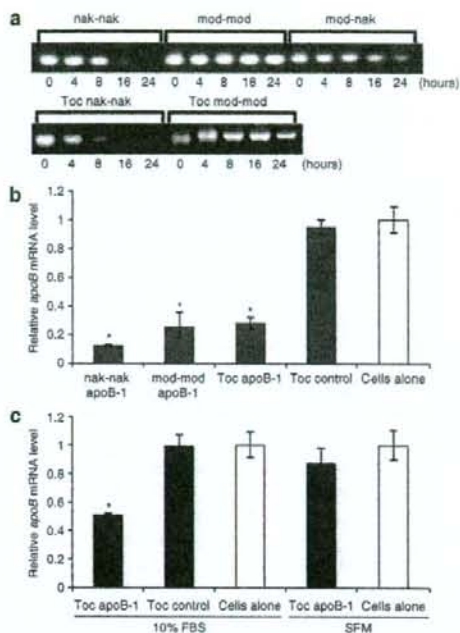 a
nak-nak mod-mod mod-nak
0 4 8 16 24 0 4 8 16 24 0 4 8 16 24 (hours)
Toc nak-nak Toc mod-mod
0 4 8 16 24 0 4 8 16 24 (hours)
b
Relative apoB mRNA level
1.2
1
0.8
0.6
0.4
0.2
0
* * *
nak-nak apoB-1 mod-mod apoB-1 Toc apoB-1 Toc control Cells alone
c
Relative apoB mRNA level
1.2
1
0.8
0.6
0.4
0.2
0
*
Toc apoB-1 Toc control Cells alone Toc apoB-1 Cells alone
10% FBS SFM